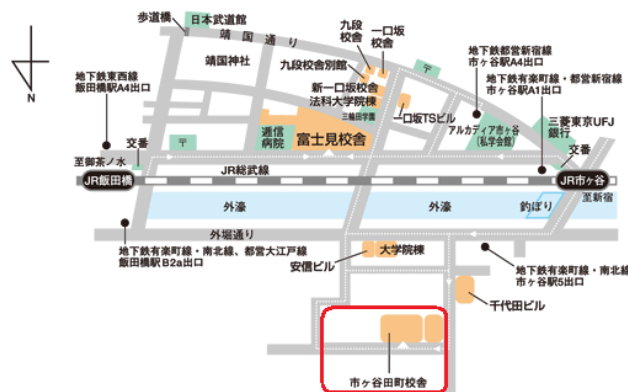 歩道橋
日本武道館
靖国通り
靖国神社
九段
校舎
一口坂
校舎
九段校舎別館
新一口坂校舎
法科大学院棟
三輪田学園
〒
地下鉄都営新宿線
市ヶ谷駅A4出口
地下鉄有楽町線・都営新宿線
市ヶ谷駅A1出口
地下鉄東西線
飯田橋駅A4出口
N
一口坂TSビル
アルカディア市ヶ谷
(私学会館)
三菱東京UFJ
銀行
交番
〒
逓信
病院
富士見校舎
交番
至御茶ノ水
JR飯田橋
JR総武線
JR市ヶ谷
至新宿
外濠
外濠
釣ぼり
外堀通り
地下鉄有楽町線・南北線、都営大江戸線
飯田橋駅B2a出口
安信ビル
大学院棟
地下鉄有楽町線・南北線
市ヶ谷駅5出口
千代田ビル
市ヶ谷田町校舎